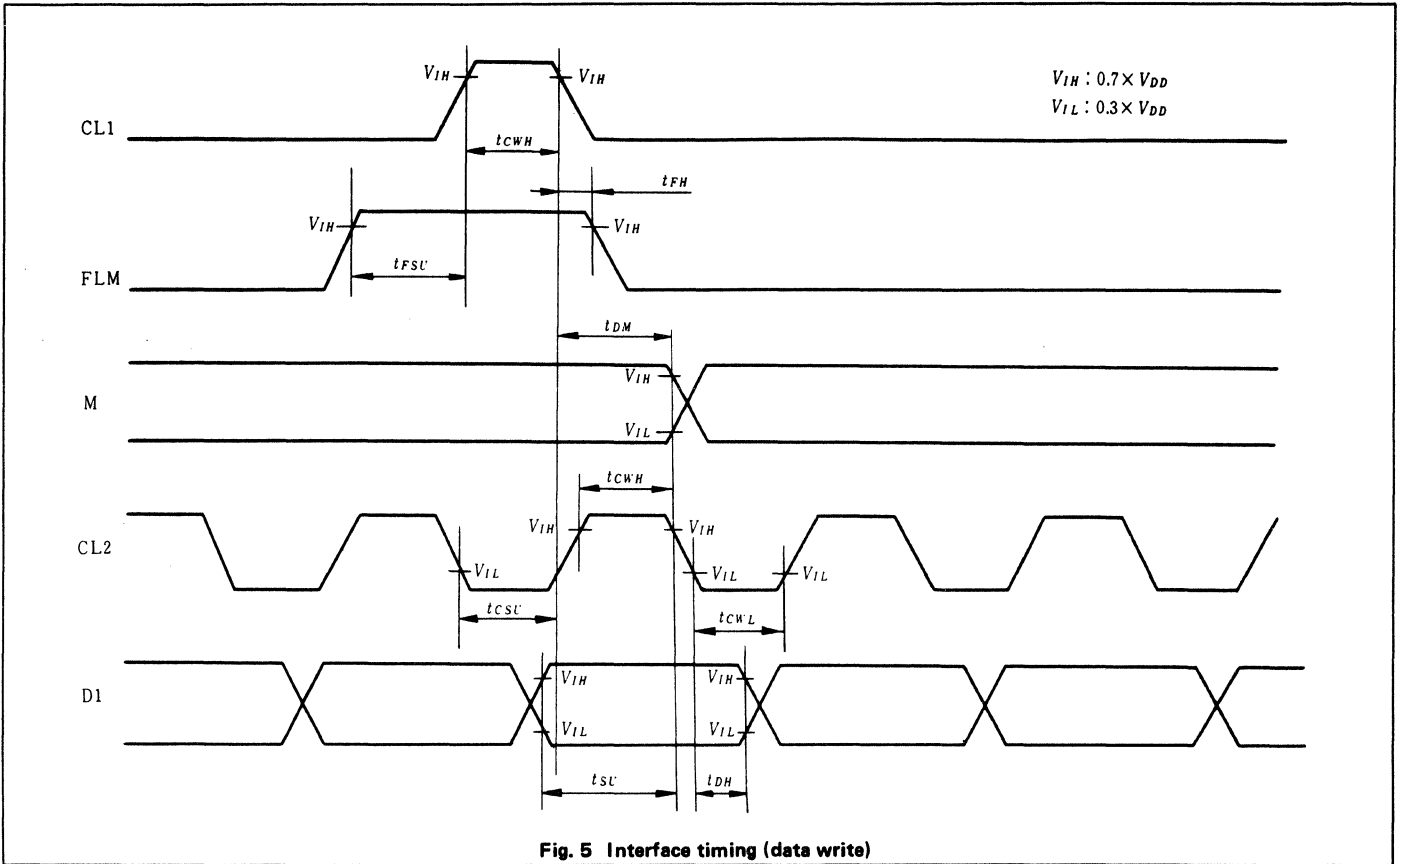 VIH VIH VIH : 0.7×VDD
VIL : 0.3×VDD
CL1
tCWH
tFH
VIH VIH
tFSU
FLM
tDM
VIH
M
VIL
tCWH
VIH VIH
CL2
VIL VIL VIL
tCSU
tCWL
D1
VIH VIH
VIL VIL
tSU tDH
Fig. 5 Interface timing (data write)